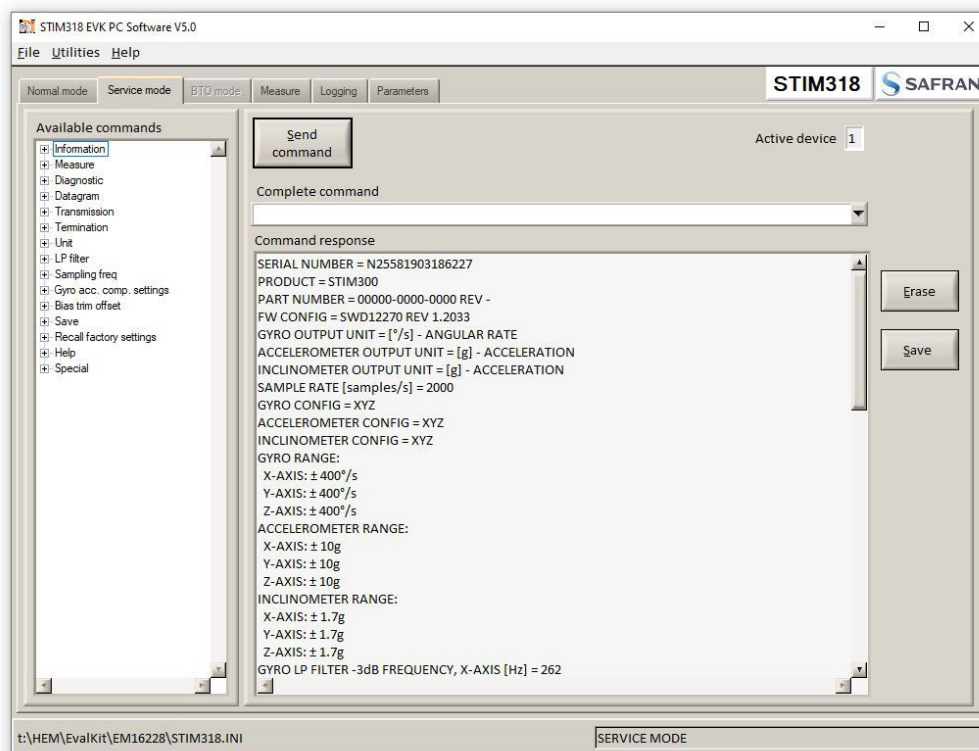 STIM318 EVK PC Software V5.0
File Utilities Help
Normal mode Service mode BTO mode Measure Logging Parameters
STIM318 SAFRAN
Available commands
Information
Measure
Diagnostic
Datagram
Transmission
Termination
Unit
LP filter
Sampling freq
Gyro acc. comp. settings
Bias trim offset
Save
Recall factory settings
Help
Special
Send
command
Active device 1
Complete command
Command response
SERIAL NUMBER = N25581903186227
PRODUCT = STIM300
PART NUMBER = 00000-0000-0000 REV -
FW CONFIG = SWD12270 REV 1.2033
GYRO OUTPUT UNIT = [°/s] - ANGULAR RATE
ACCELEROMETER OUTPUT UNIT = [g] - ACCELERATION
INCLINOMETER OUTPUT UNIT = [g] - ACCELERATION
SAMPLE RATE [samples/s] = 2000
GYRO CONFIG = XYZ
ACCELEROMETER CONFIG = XYZ
INCLINOMETER CONFIG = XYZ
GYRO RANGE:
X-AXIS: ±400°/s
Y-AXIS: ±400°/s
Z-AXIS: ±400°/s
ACCELEROMETER RANGE:
X-AXIS: ±10g
Y-AXIS: ±10g
Z-AXIS: ±10g
INCLINOMETER RANGE:
X-AXIS: ±1.7g
Y-AXIS: ±1.7g
Z-AXIS: ±1.7g
GYRO LP FILTER -3dB FREQUENCY, X-AXIS [Hz] = 262
Erase
Save
t:\HEM\EvalKit\EM16228\STIM318.INI
SERVICE MODE